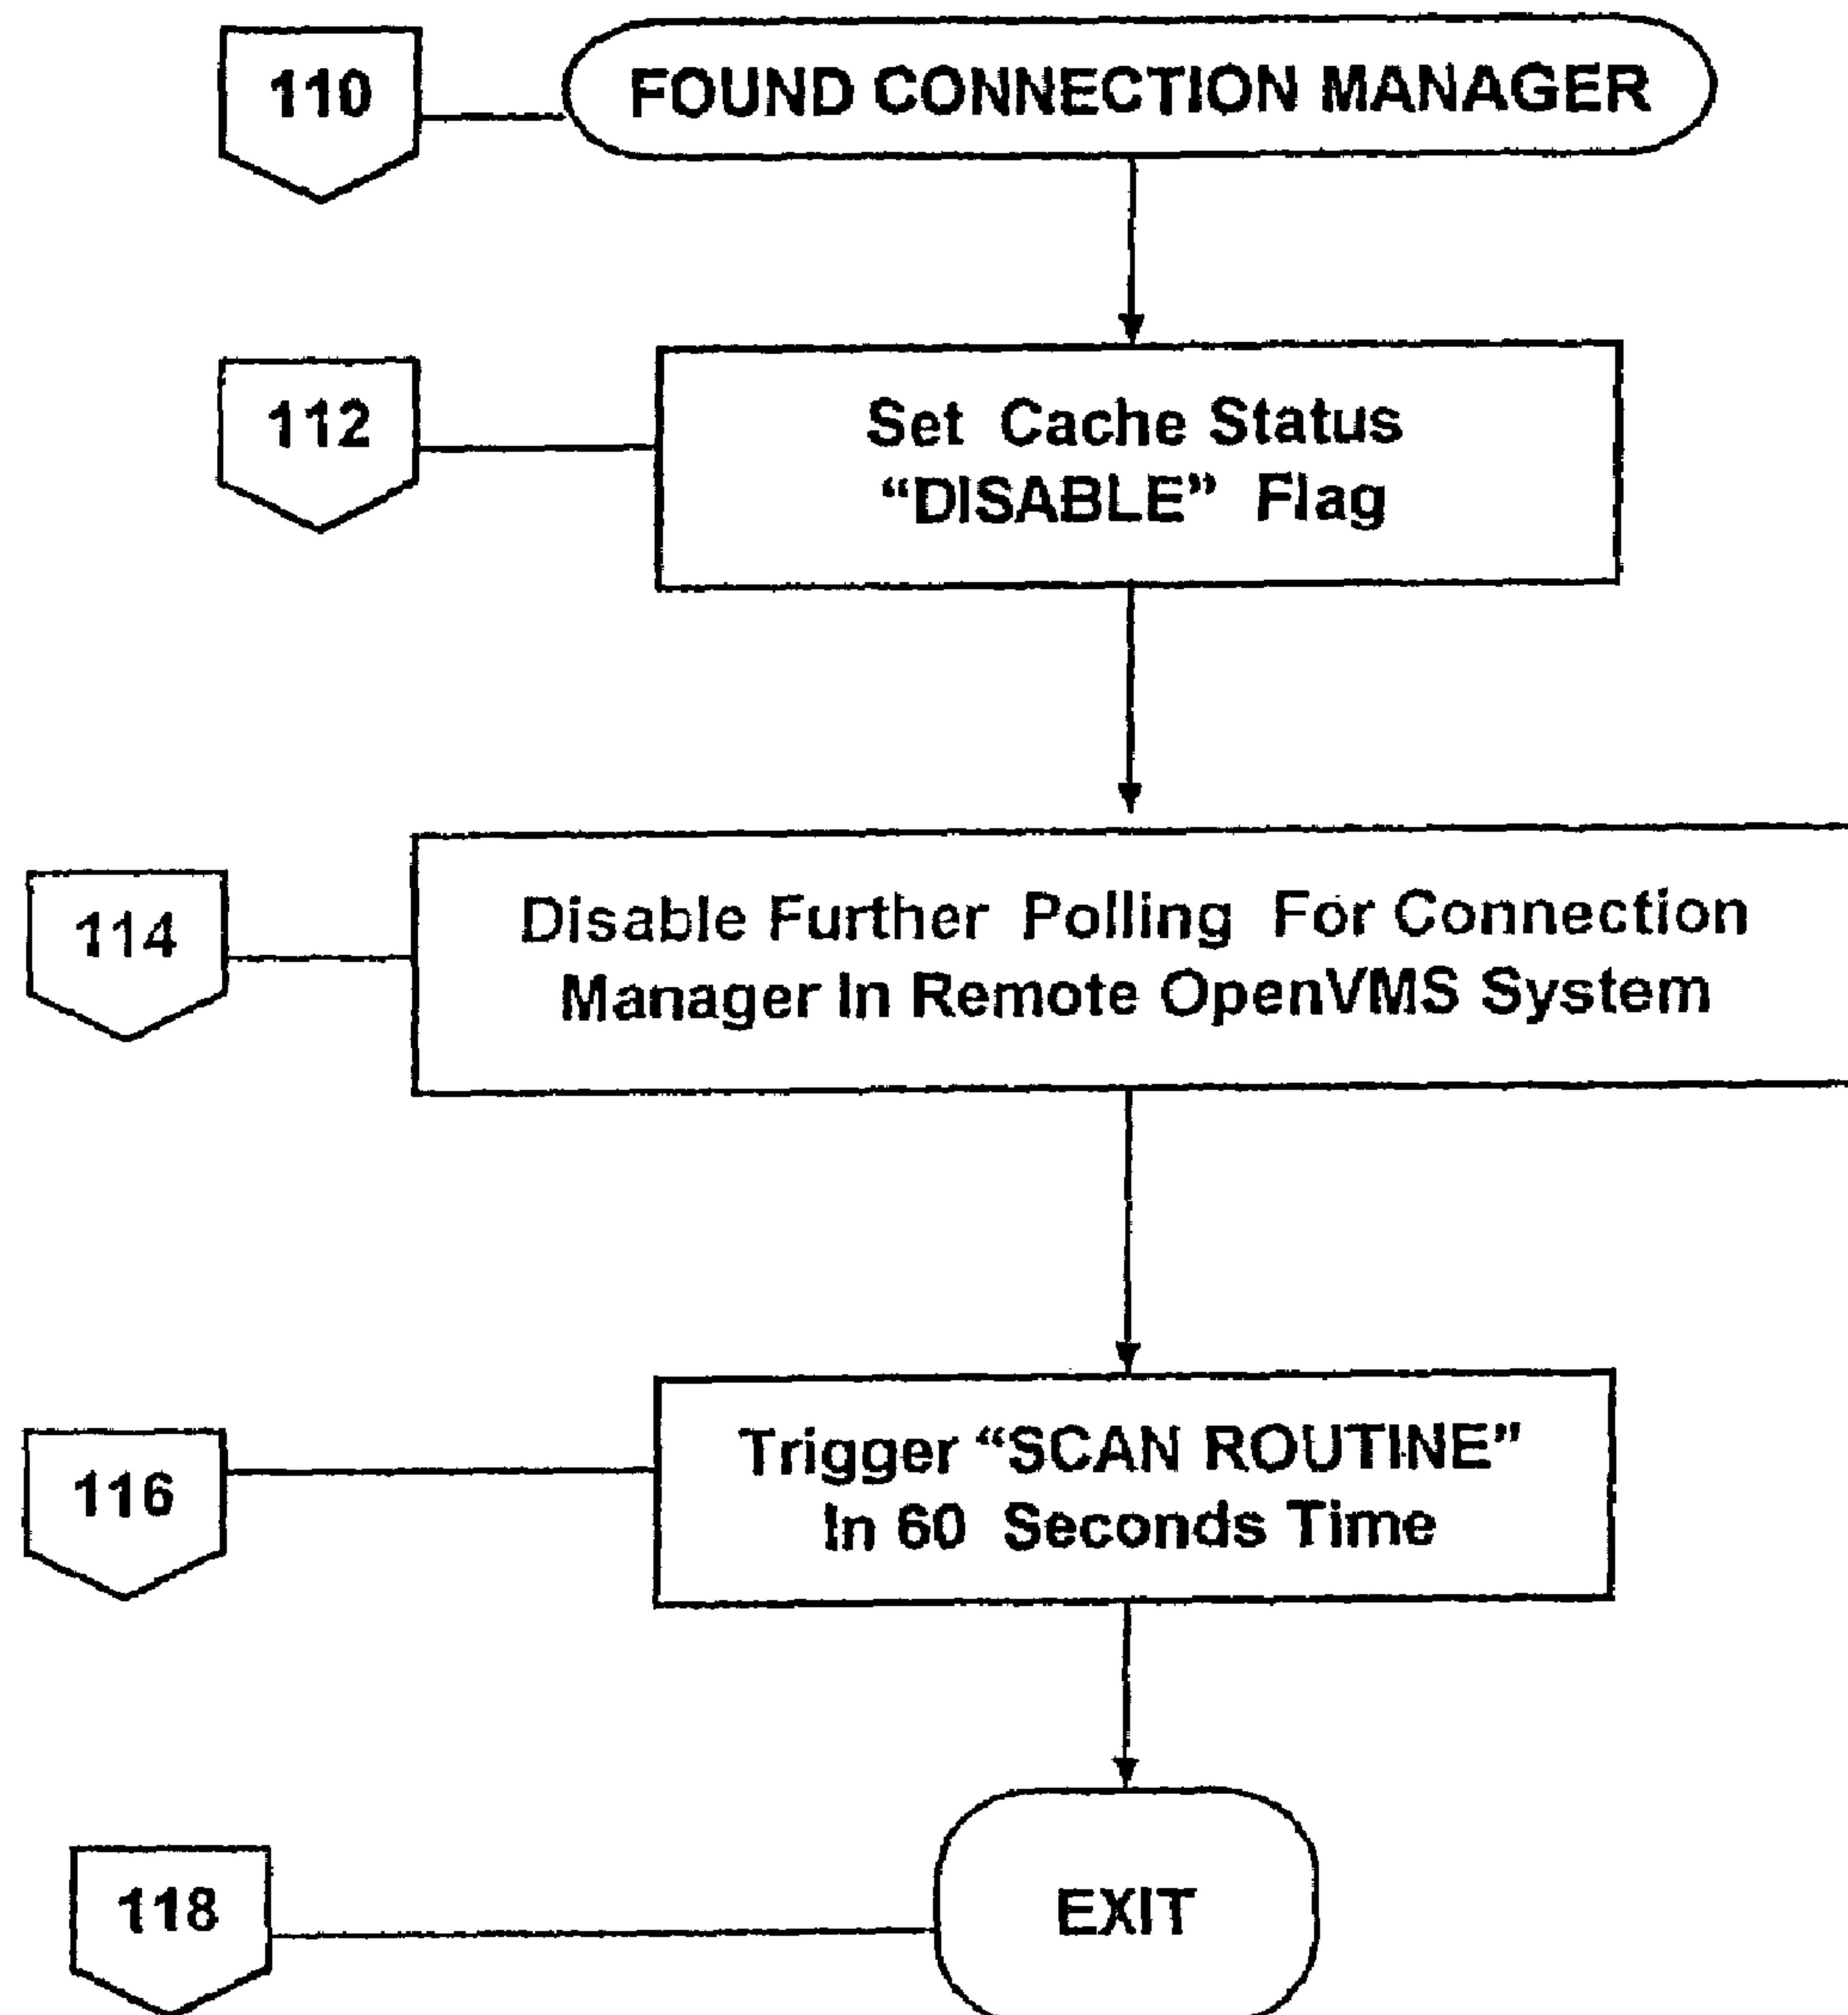 110
FOUND CONNECTION MANAGER
112
Set Cache Status
“DISABLE” Flag
114
Disable Further Polling For Connection
Manager In Remote OpenVMS System
116
Trigger “SCAN ROUTINE”
In 60 Seconds Time
118
EXIT